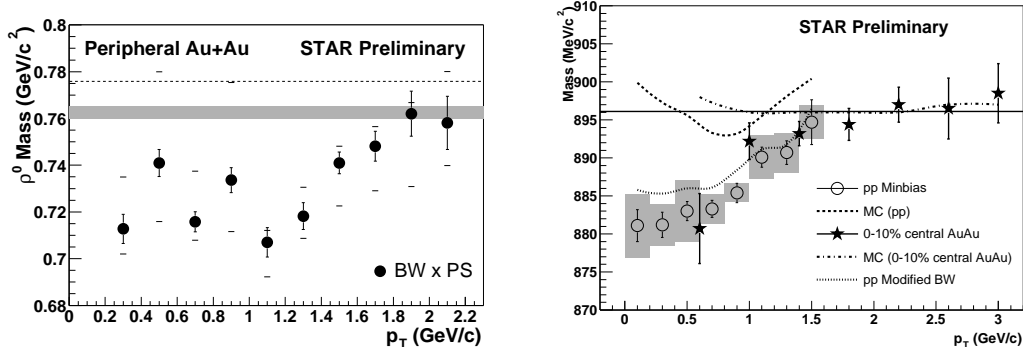 ρ⁰ Mass (GeV/c²)
0.8
0.78
0.76
0.74
0.72
0.7
0.68
Peripheral Au+Au
STAR Preliminary
BW x PS
0 0.2 0.4 0.6 0.8 1 1.2 1.4 1.6 1.8 2 2.2
p_T (GeV/c)
Mass (MeV/c²)
910
905
900
895
890
885
880
875
870
STAR Preliminary
pp Minbias
MC (pp)
0-10% central AuAu
MC (0-10% central AuAu)
pp Modified BW
0 0.5 1 1.5 2 2.5 3
p_T (GeV/c)